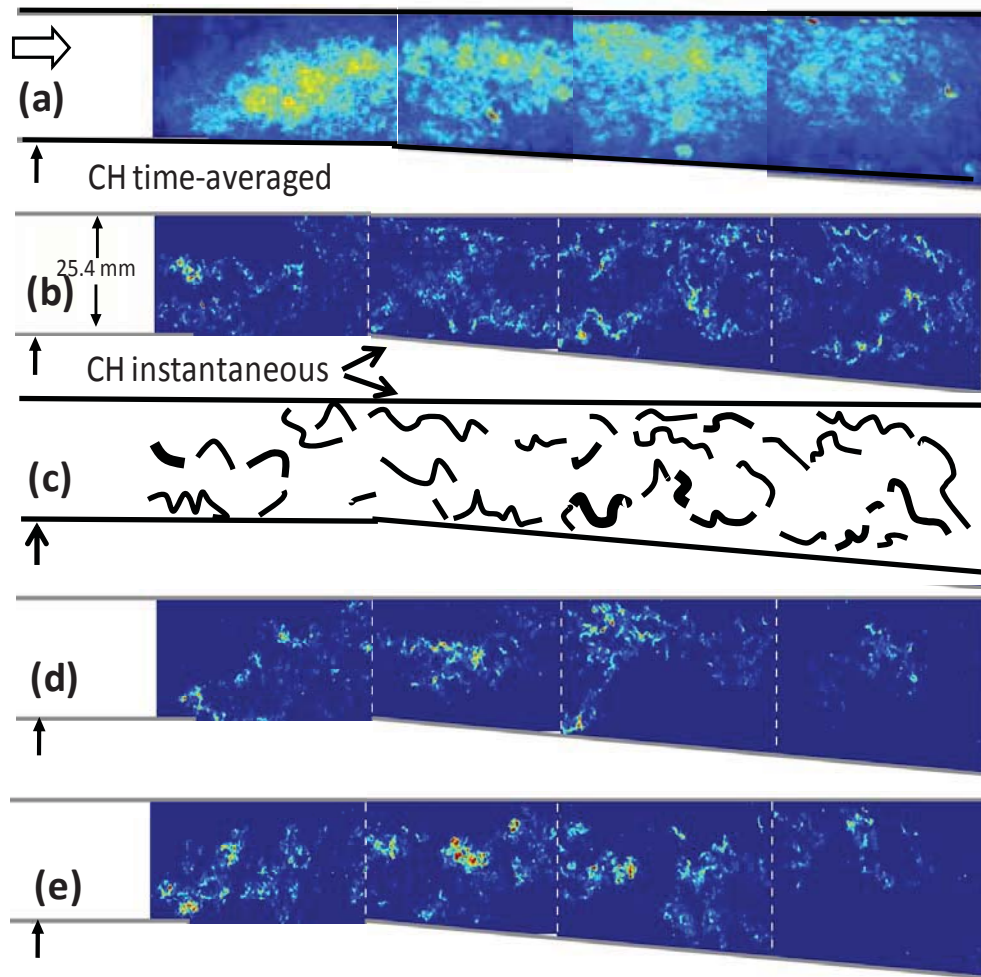 (a)
CH time-averaged
25.4 mm
(b)
CH instantaneous
(c)
(d)
(e)